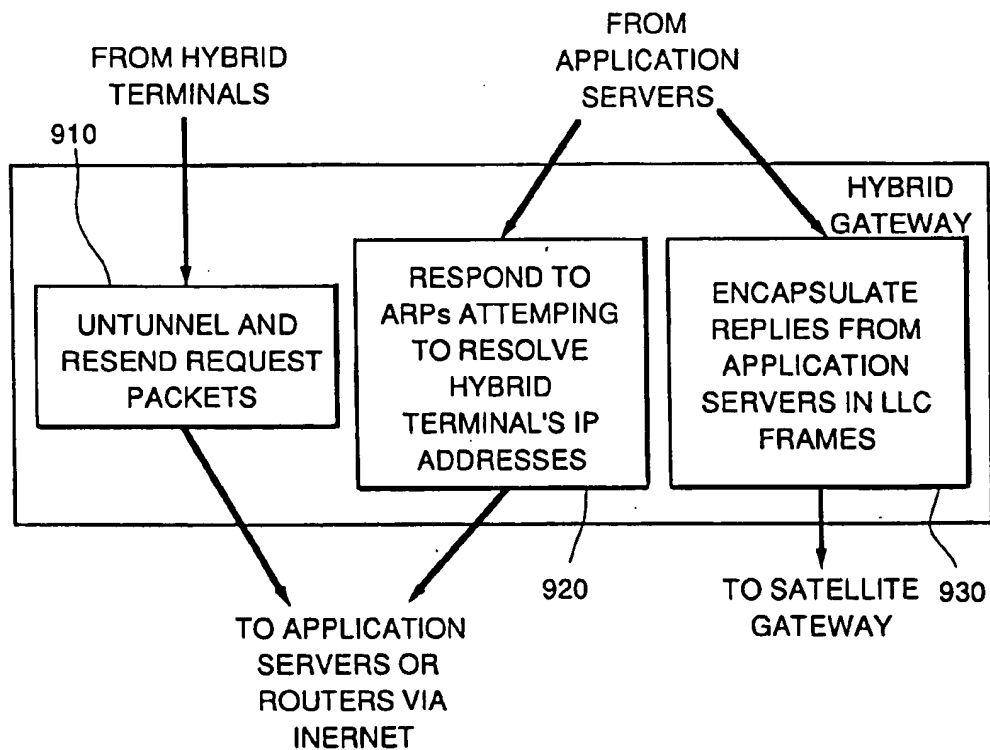 FROM HYBRID
TERMINALS
FROM
APPLICATION
SERVERS
910
HYBRID
GATEWAY
UNTUNNEL AND
RESEND REQUEST
PACKETS
RESPOND TO
ARPs ATTEMPING
TO RESOLVE
HYBRID
TERMINAL'S IP
ADDRESSES
ENCAPSULATE
REPLIES FROM
APPLICATION
SERVERS IN LLC
FRAMES
920
930
TO APPLICATION
SERVERS OR
ROUTERS VIA
INERNET
TO SATELLITE
GATEWAY